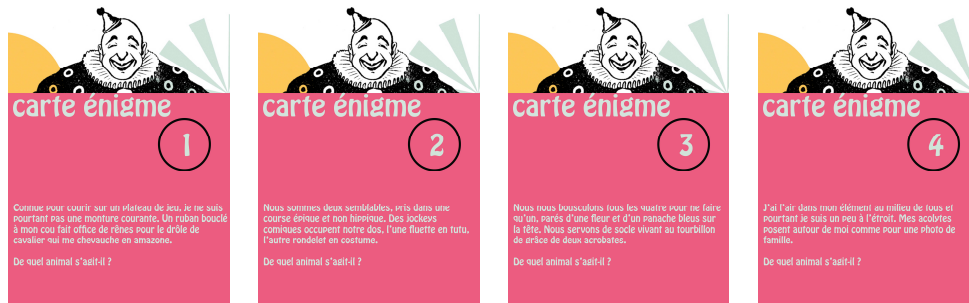 carte énigme
1
Connue pour courir sur un plateau de jeu, je ne suis
pourtant pas une monture courante. Un ruban bouclé
à mon cou fait office de rênes pour le drôle de
cavalier qui me chevauche en amazone.
De quel animal s'agit-il ?
carte énigme
2
Nous sommes deux semblables, pris dans une
course épique et non hippique. Des jockeys
comiques occupent notre dos, l'une fluette en tutu,
l'autre rondelet en costume.
De quel animal s'agit-il ?
carte énigme
3
Nous nous bousculons tous les quatre pour ne faire
qu'un, parés d'une fleur et d'un panache bleus sur
la tête. Nous servons de socle vivant au tourbillon
de grâce de deux acrobates.
De quel animal s'agit-il ?
carte énigme
4
J'ai l'air dans mon élément au milieu de tous et
pourtant je suis un peu à l'étroit. Mes acolytes
posent autour de moi comme pour une photo de
famille.
De quel animal s'agit-il ?